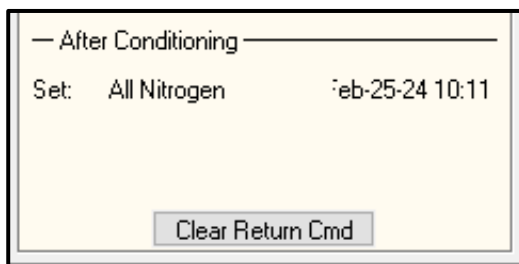 After Conditioning
Set: All Nitrogen eb-25-24 10:11
Clear Return Cmd